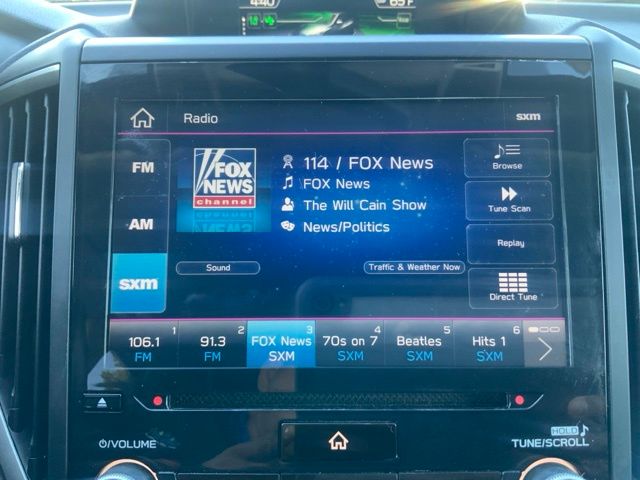 4:40 65°F
Radio sxm
FM
AM
sxm
FOX
NEWS
channel
114 / FOX News
FOX News
The Will Cain Show
News/Politics
Browse
Tune Scan
Replay
Direct Tune
Sound
Traffic & Weather Now
1 2 3 4 5 6
106.1 91.3 FOX News 70s on 7 Beatles Hits 1
FM FM SXM SXM SXM SXM
/VOLUME
HOLD
TUNE/SCROLL